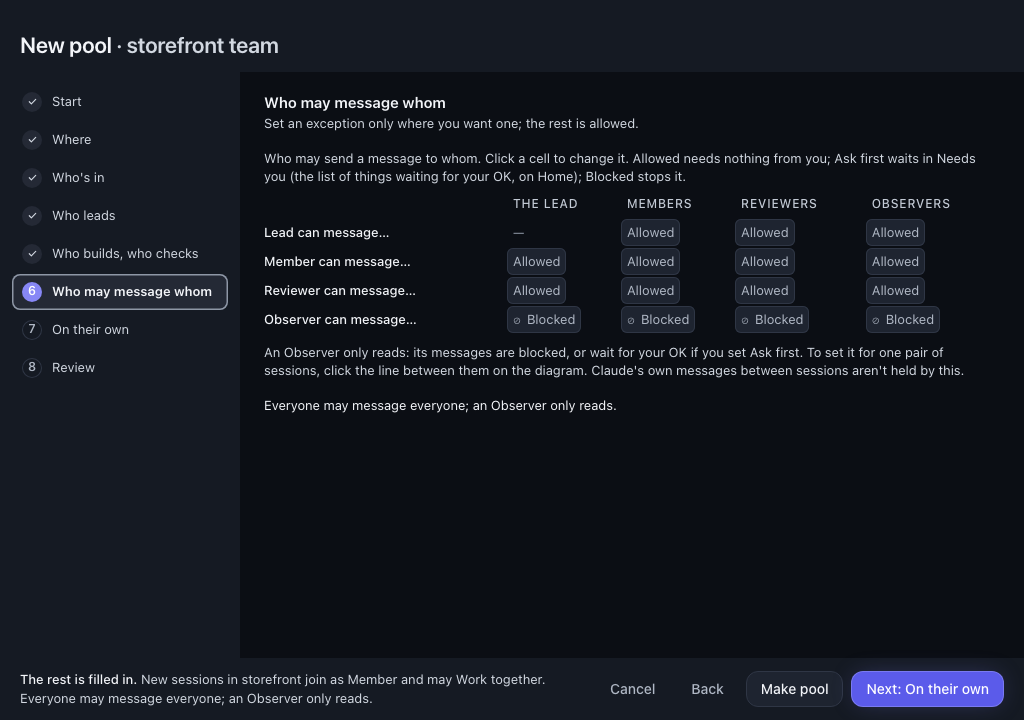 New pool · storefront team
Start
Where
Who's in
Who leads
Who builds, who checks
6 Who may message whom
7 On their own
8 Review
Who may message whom
Set an exception only where you want one; the rest is allowed.
Who may send a message to whom. Click a cell to change it. Allowed needs nothing from you; Ask first waits in Needs
you (the list of things waiting for your OK, on Home); Blocked stops it.
THE LEAD MEMBERS REVIEWERS OBSERVERS
Lead can message... — Allowed Allowed Allowed
Member can message... Allowed Allowed Allowed Allowed
Reviewer can message... Allowed Allowed Allowed Allowed
Observer can message... ⊘ Blocked ⊘ Blocked ⊘ Blocked ⊘ Blocked
An Observer only reads: its messages are blocked, or wait for your OK if you set Ask first. To set it for one pair of
sessions, click the line between them on the diagram. Claude's own messages between sessions aren't held by this.
Everyone may message everyone; an Observer only reads.
The rest is filled in. New sessions in storefront join as Member and may Work together.
Everyone may message everyone; an Observer only reads.
Cancel Back Make pool Next: On their own